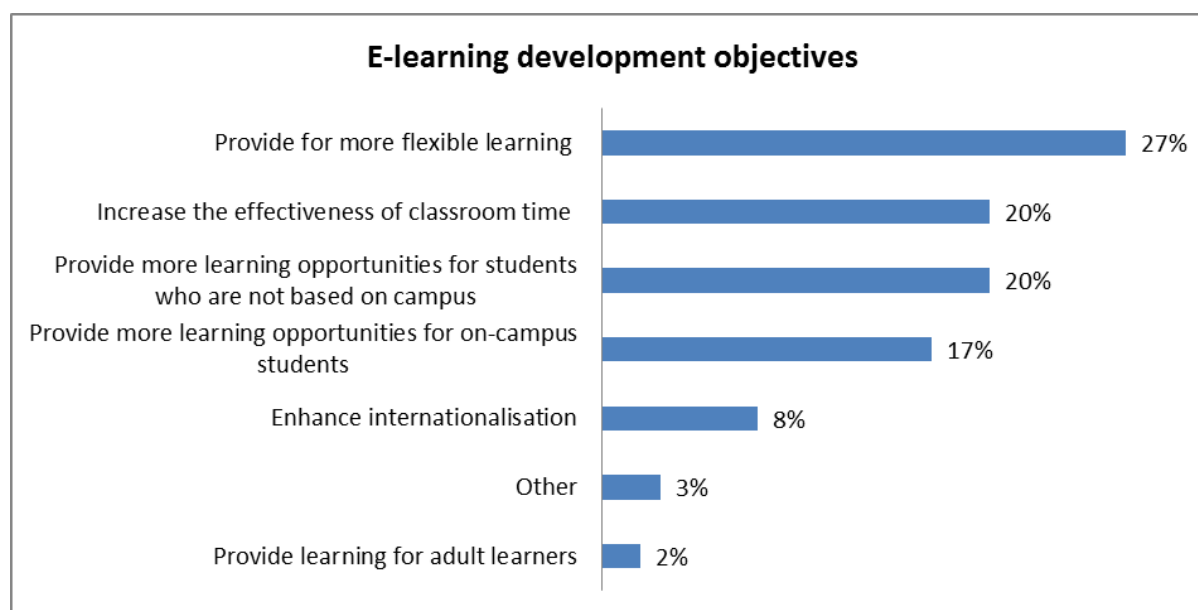 E-learning development objectives
Provide for more flexible learning
27%
Increase the effectiveness of classroom time
20%
Provide more learning opportunities for students
who are not based on campus
20%
Provide more learning opportunities for on-campus
students
17%
Enhance internationalisation
8%
Other
3%
Provide learning for adult learners
2%